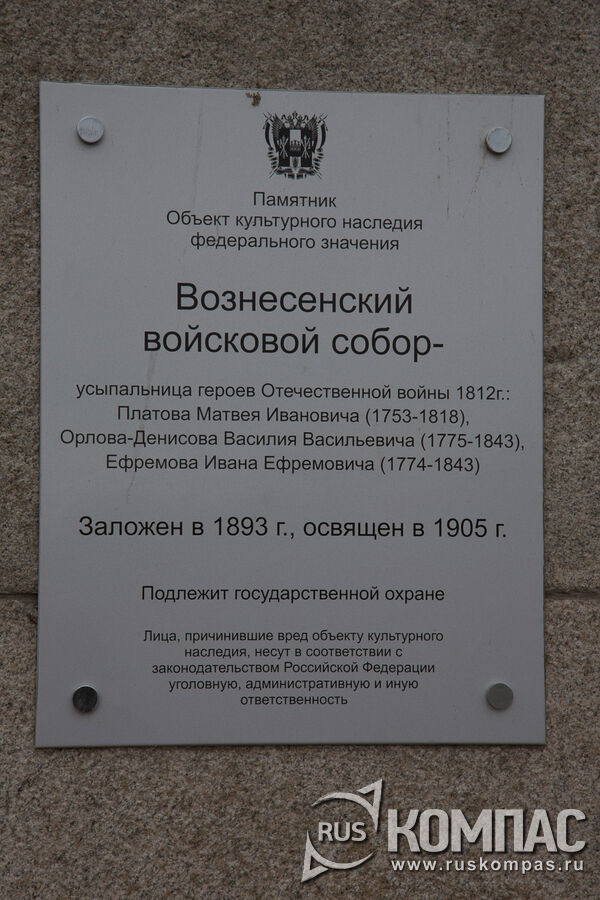 Памятник
Объект культурного наследия
федерального значения
Вознесенский
войсковой собор-
усыпальница героев Отечественной войны 1812г.:
Платова Матвея Ивановича (1753-1818),
Орлова-Денисова Василия Васильевича (1775-1843),
Ефремова Ивана Ефремовича (1774-1843)
Заложен в 1893 г., освящен в 1905 г.
Подлежит государственной охране
Лица, причинившие вред объекту культурного
наследия, несут в соответствии с
законодательством Российской Федерации
уголовную, административную и иную
ответственность
RUS КОМПАС
www.ruskompas.ru